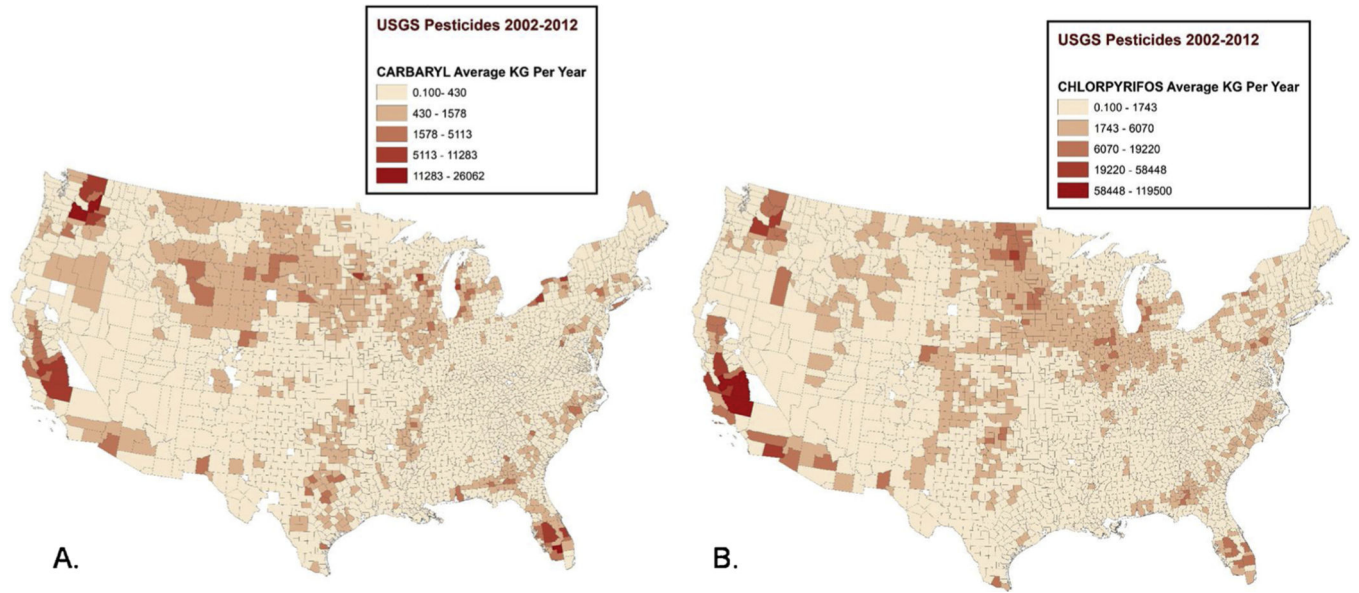 USGS Pesticides 2002-2012
CARBARYL Average KG Per Year
0.100- 430
430 - 1578
1578 - 5113
5113 - 11283
11283 - 26062
A.
USGS Pesticides 2002-2012
CHLORPYRIFOS Average KG Per Year
0.100 - 1743
1743 - 6070
6070 - 19220
19220 - 58448
58448 - 119500
B.